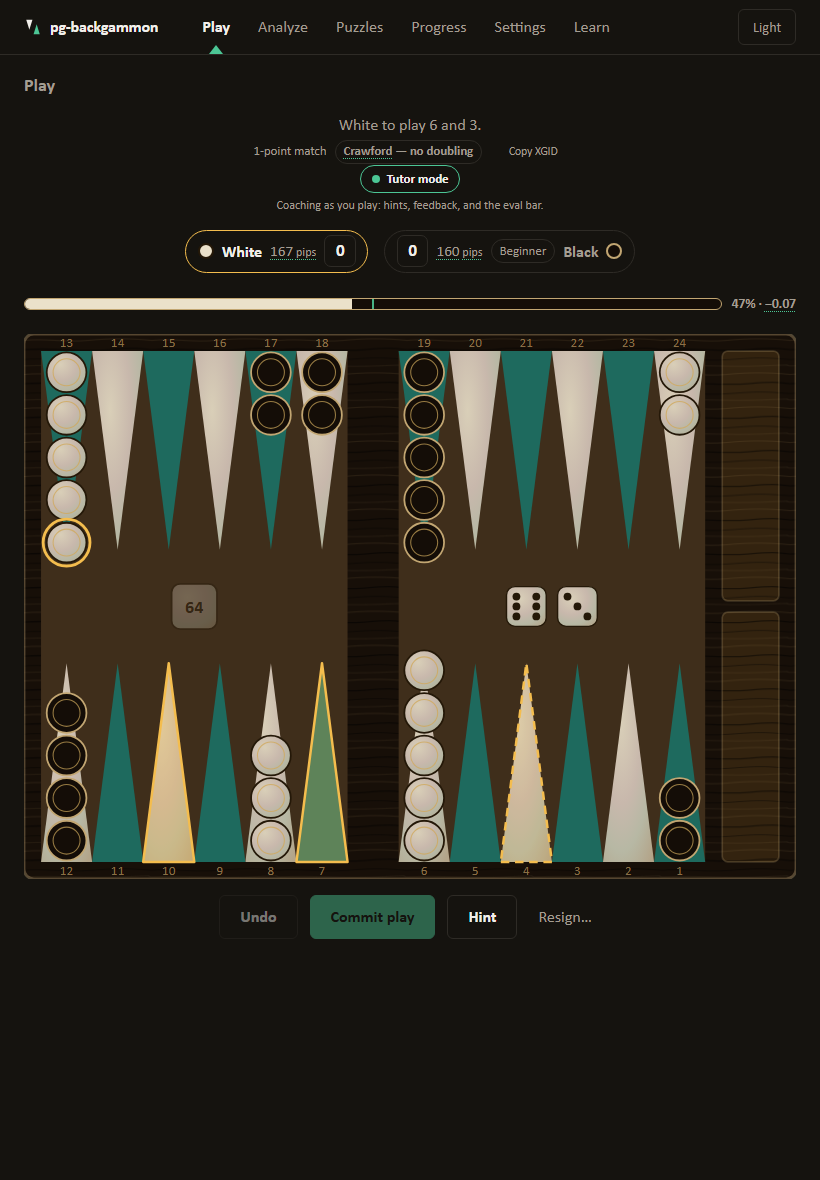 pg-backgammon Play Analyze Puzzles Progress Settings Learn Light
Play
White to play 6 and 3.
1-point match Crawford — no doubling Copy XGID
Tutor mode
Coaching as you play: hints, feedback, and the eval bar.
White 167 pips 0 0 160 pips Beginner Black
47% · −0.07
13 14 15 16 17 18 19 20 21 22 23 24
64
12 11 10 9 8 7 6 5 4 3 2 1
Undo Commit play Hint Resign...